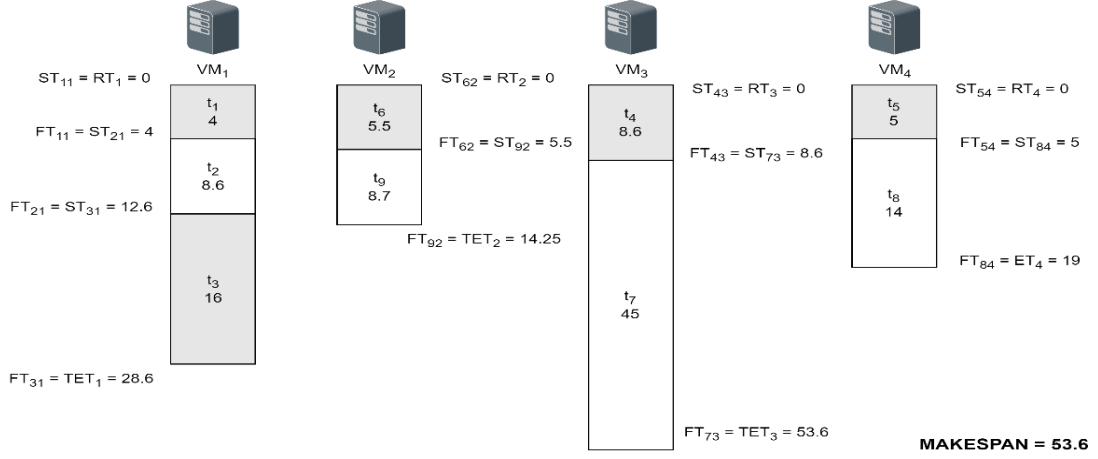 VM₁
VM₂
VM₃
VM₄
ST₁₁ = RT₁ = 0
t₁
4
FT₁₁ = ST₂₁ = 4
t₂
8.6
FT₂₁ = ST₃₁ = 12.6
t₃
16
FT₃₁ = TET₁ = 28.6
ST₆₂ = RT₂ = 0
t₆
5.5
FT₆₂ = ST₉₂ = 5.5
t₉
8.7
FT₉₂ = TET₂ = 14.25
ST₄₃ = RT₃ = 0
t₄
8.6
FT₄₃ = ST₇₃ = 8.6
t₇
45
FT₇₃ = TET₃ = 53.6
ST₅₄ = RT₄ = 0
t₅
5
FT₅₄ = ST₈₄ = 5
t₈
14
FT₈₄ = ET₄ = 19
MAKESPAN = 53.6